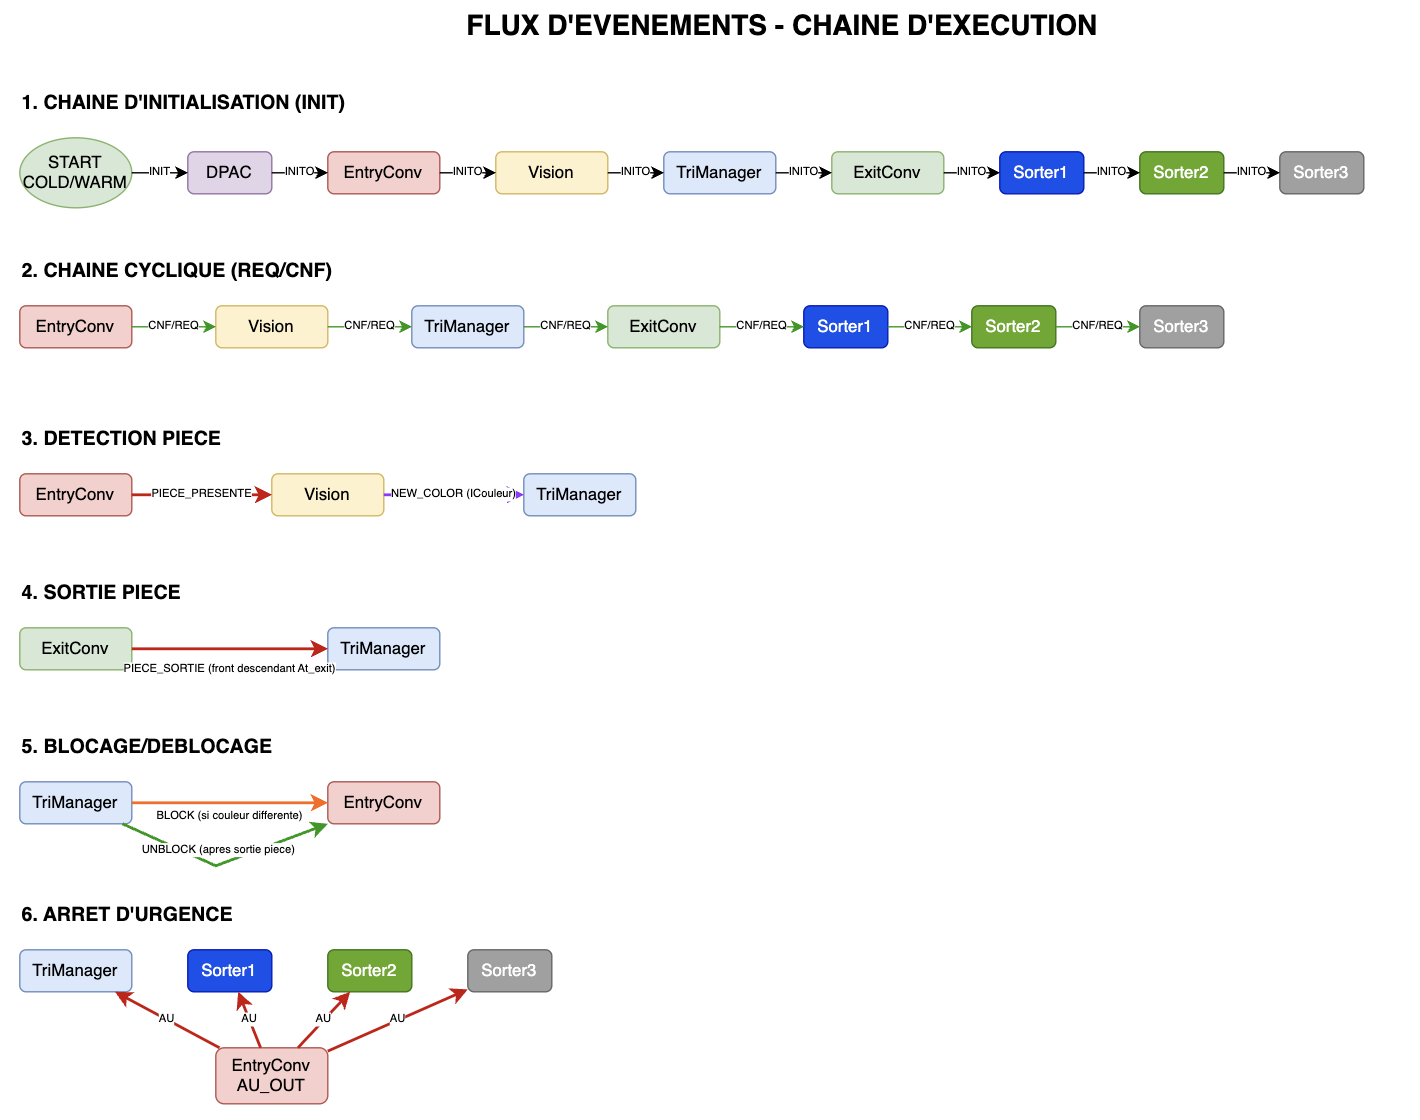 FLUX D'EVENEMENTS - CHAINE D'EXECUTION
1. CHAINE D'INITIALISATION (INIT)
START
COLD/WARM
INIT
DPAC
INITO
EntryConv
INITO
Vision
INITO
TriManager
INITO
ExitConv
INITO
Sorter1
INITO
Sorter2
INITO
Sorter3
2. CHAINE CYCLIQUE (REQ/CNF)
EntryConv
CNF/REQ
Vision
CNF/REQ
TriManager
CNF/REQ
ExitConv
CNF/REQ
Sorter1
CNF/REQ
Sorter2
CNF/REQ
Sorter3
3. DETECTION PIECE
EntryConv
PIECE_PRESENTE
Vision
NEW_COLOR (ICouleur)
TriManager
4. SORTIE PIECE
ExitConv
TriManager
PIECE_SORTIE (front descendant At_exit)
5. BLOCAGE/DEBLOCAGE
TriManager
EntryConv
BLOCK (si couleur differente)
UNBLOCK (apres sortie piece)
6. ARRET D'URGENCE
TriManager
Sorter1
Sorter2
Sorter3
AU
AU
AU
AU
EntryConv
AU_OUT